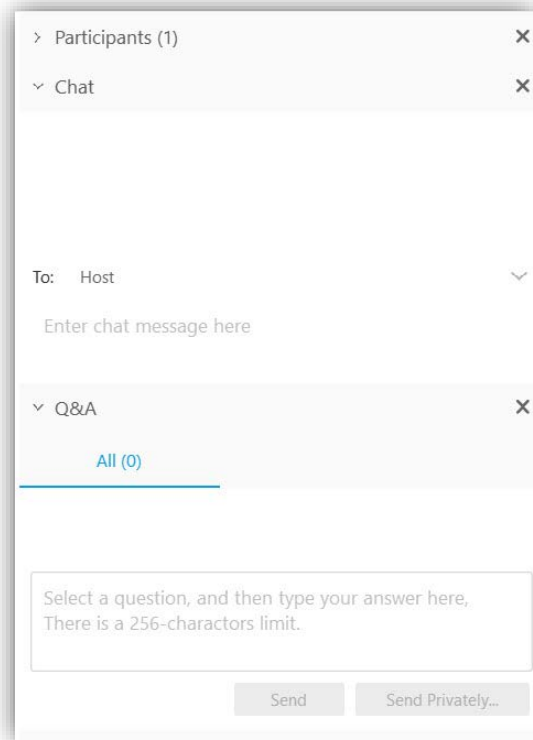 Participants (1)
Chat
To: Host
Enter chat message here
Q&A
All (0)
Select a question, and then type your answer here,
There is a 256-charactors limit.
Send Send Privately...